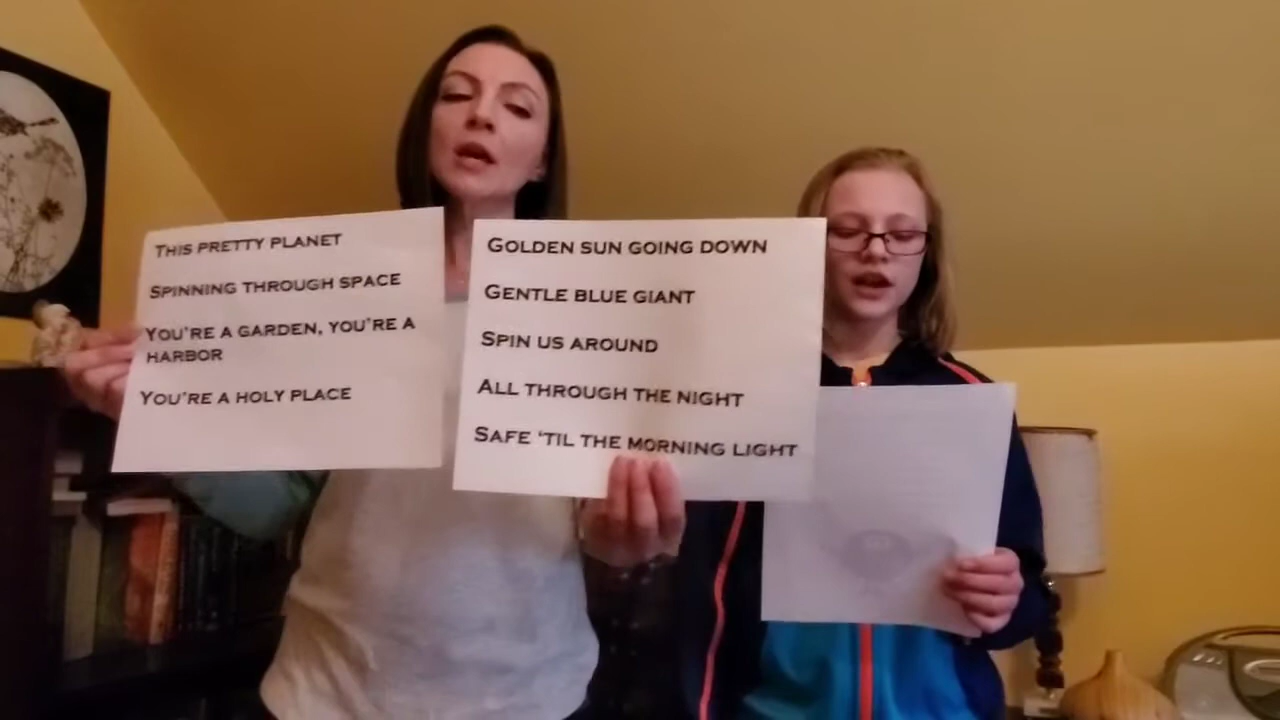 THIS PRETTY PLANET
SPINNING THROUGH SPACE
YOU'RE A GARDEN, YOU'RE A
HARBOR
YOU'RE A HOLY PLACE
GOLDEN SUN GOING DOWN
GENTLE BLUE GIANT
SPIN US AROUND
ALL THROUGH THE NIGHT
SAFE 'TIL THE MORNING LIGHT